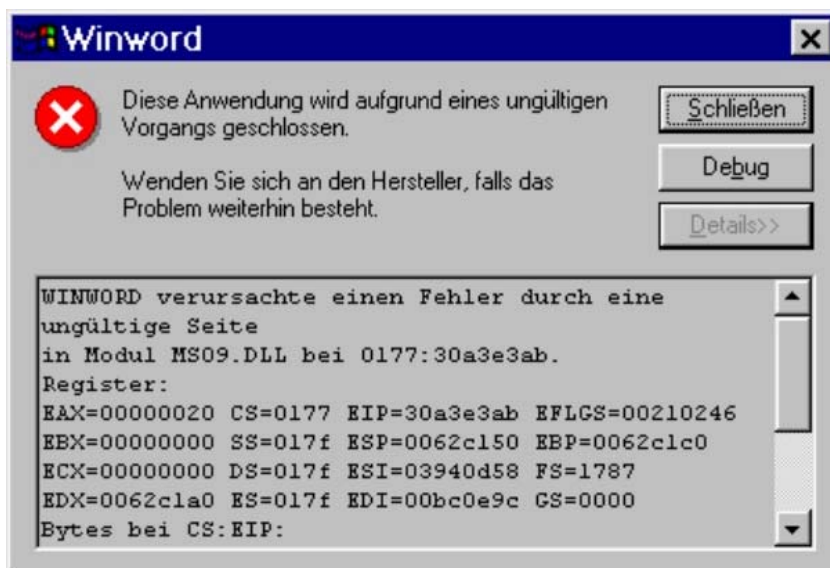 Winword
Diese Anwendung wird aufgrund eines ungültigen
Vorgangs geschlossen.
Wenden Sie sich an den Hersteller, falls das
Problem weiterhin besteht.
Schließen
Debug
Details>>
WINWORD verursachte einen Fehler durch eine
ungültige Seite
in Modul MSO9.DLL bei 0177:30a3e3ab.
Register:
EAX=00000020 CS=0177 EIP=30a3e3ab EFLGS=00210246
EBX=00000000 SS=017f ESP=0062c150 EBP=0062c1c0
ECX=00000000 DS=017f ESI=03940d58 FS=1787
EDX=0062c1a0 ES=017f EDI=00bc0e9c GS=0000
Bytes bei CS:EIP: